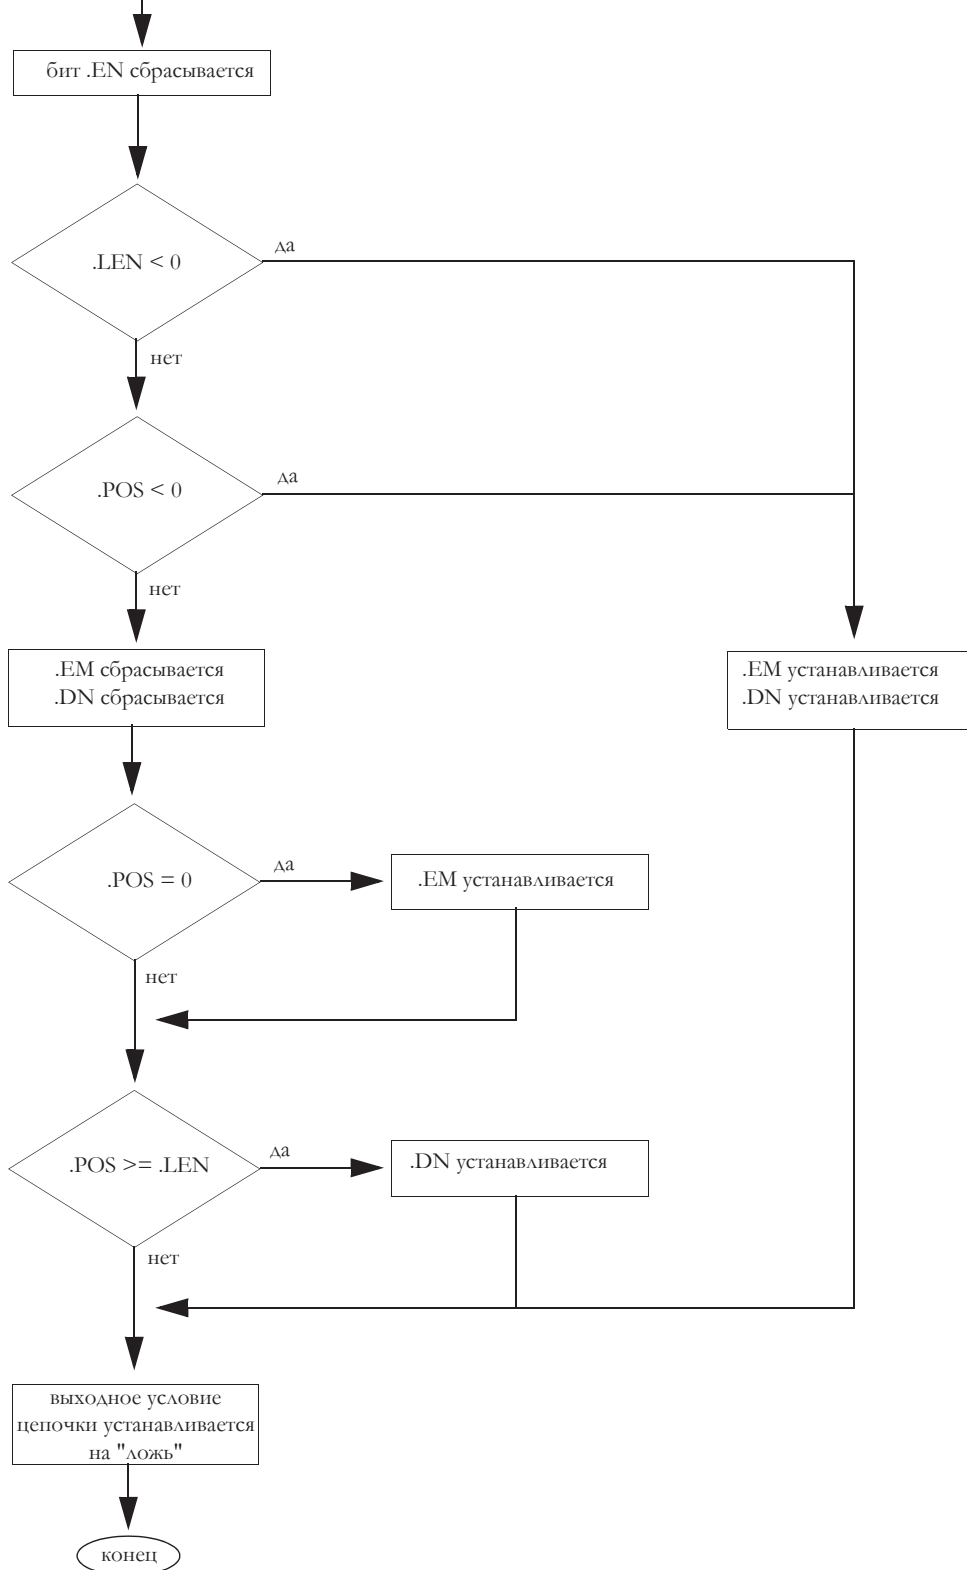 бит .EN сбрасывается
да
.LEN < 0
нет
да
.POS < 0
нет
.EM сбрасывается
.DN сбрасывается
.EM устанавливается
.DN устанавливается
да
.POS = 0
.EM устанавливается
нет
да
.POS >= .LEN
.DN устанавливается
нет
выходное условие
цепочки устанавливается
на "ложь"
конец